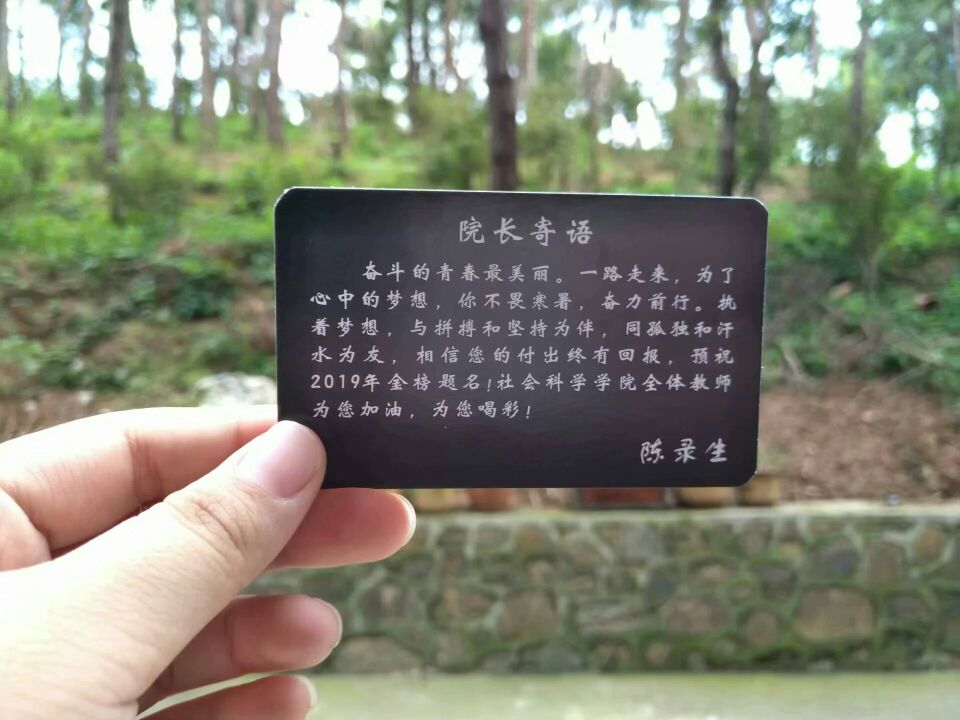 院长寄语
奋斗的青春最美丽。一路走来，为了
心中的梦想，你不畏寒暑，奋力前行。执
着梦想，与拼搏和坚持为伴，同孤独和汗
水为友，相信您的付出终有回报，预祝
2019年金榜题名!社会科学学院全体教师
为您加油，为您喝彩!
陈录生